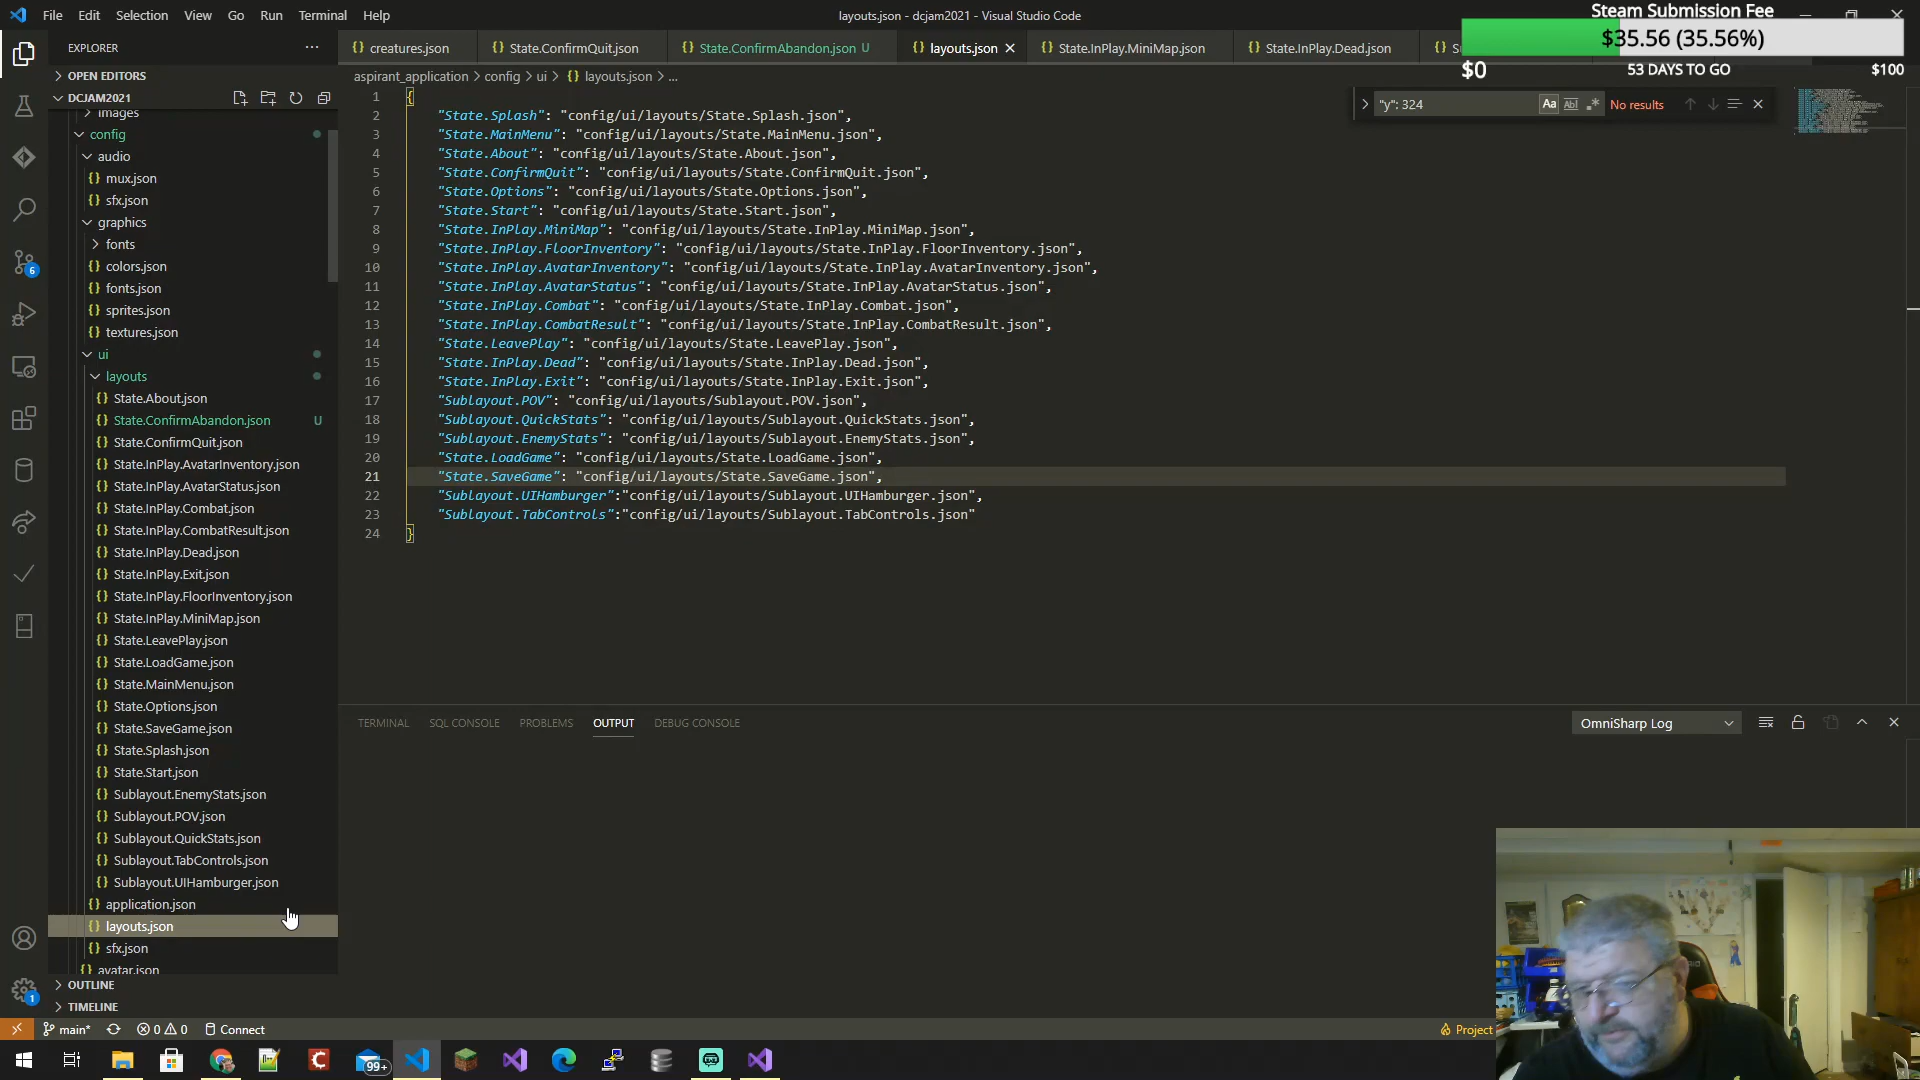 File Edit Selection View Go Run Terminal Help
layouts.json - dcjam2021 - Visual Studio Code
Steam Submission Fee
$35.56 (35.56%)
$0 53 DAYS TO GO $100
EXPLORER
creatures.json
State.ConfirmQuit.json
State.ConfirmAbandon.json U
layouts.json
State.InPlay.MiniMap.json
State.InPlay.Dead.json
OPEN EDITORS
aspirant_application > config > ui > {} layouts.json > ...
DCJAM2021
"y": 324
No results
images
config
audio
mux.json
sfx.json
graphics
fonts
colors.json
fonts.json
sprites.json
textures.json
ui
layouts
State.About.json
State.ConfirmAbandon.json U
State.ConfirmQuit.json
State.InPlay.AvatarInventory.json
State.InPlay.AvatarStatus.json
State.InPlay.Combat.json
State.InPlay.CombatResult.json
State.InPlay.Dead.json
State.InPlay.Exit.json
State.InPlay.FloorInventory.json
State.InPlay.MiniMap.json
State.LeavePlay.json
State.LoadGame.json
State.MainMenu.json
State.Options.json
State.SaveGame.json
State.Splash.json
State.Start.json
Sublayout.EnemyStats.json
Sublayout.POV.json
Sublayout.QuickStats.json
Sublayout.TabControls.json
Sublayout.UIHamburger.json
application.json
layouts.json
sfx.json
avatar.json
OUTLINE
TIMELINE
1 {
2 "State.Splash": "config/ui/layouts/State.Splash.json",
3 "State.MainMenu": "config/ui/layouts/State.MainMenu.json",
4 "State.About": "config/ui/layouts/State.About.json",
5 "State.ConfirmQuit": "config/ui/layouts/State.ConfirmQuit.json",
6 "State.Options": "config/ui/layouts/State.Options.json",
7 "State.Start": "config/ui/layouts/State.Start.json",
8 "State.InPlay.MiniMap": "config/ui/layouts/State.InPlay.MiniMap.json",
9 "State.InPlay.FloorInventory": "config/ui/layouts/State.InPlay.FloorInventory.json",
10 "State.InPlay.AvatarInventory": "config/ui/layouts/State.InPlay.AvatarInventory.json",
11 "State.InPlay.AvatarStatus": "config/ui/layouts/State.InPlay.AvatarStatus.json",
12 "State.InPlay.Combat": "config/ui/layouts/State.InPlay.Combat.json",
13 "State.InPlay.CombatResult": "config/ui/layouts/State.InPlay.CombatResult.json",
14 "State.LeavePlay": "config/ui/layouts/State.LeavePlay.json",
15 "State.InPlay.Dead": "config/ui/layouts/State.InPlay.Dead.json",
16 "State.InPlay.Exit": "config/ui/layouts/State.InPlay.Exit.json",
17 "Sublayout.POV": "config/ui/layouts/Sublayout.POV.json",
18 "Sublayout.QuickStats": "config/ui/layouts/Sublayout.QuickStats.json",
19 "Sublayout.EnemyStats": "config/ui/layouts/Sublayout.EnemyStats.json",
20 "State.LoadGame": "config/ui/layouts/State.LoadGame.json",
21 "State.SaveGame": "config/ui/layouts/State.SaveGame.json",
22 "Sublayout.UIHamburger":"config/ui/layouts/Sublayout.UIHamburger.json",
23 "Sublayout.TabControls":"config/ui/layouts/Sublayout.TabControls.json"
24 }
TERMINAL SQL CONSOLE PROBLEMS OUTPUT DEBUG CONSOLE
OmniSharp Log
6
1
main* 0 0 Connect
Project
99+